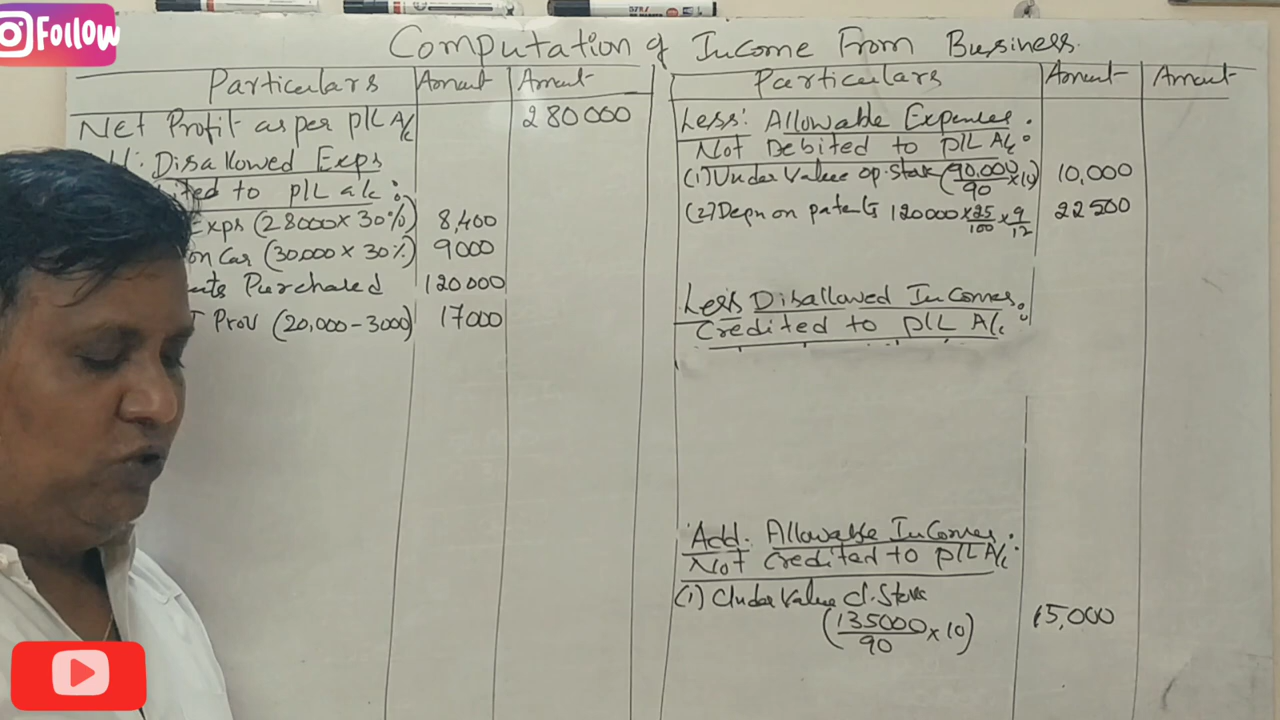 Follow
Computation of Income From Business.
Particulars Amount Amount
Net Profit as per P/L A/c 280000
Disallowed Exps
to P/L a/c :
Exps (28000 x 30%) 8,400
on Car (30,000 x 30%) 9000
Purchased 120000
Prov (20,000-3000) 17000
Particulars Amount Amount
Less: Allowable Expenses.
Not Debited to P/L A/c :
(1) Under Value op. Stock (90,000/90 x 10) 10,000
(2) Depn on patents 120000 x 25/100 x 9/12 22500
Less Disallowed Incomes :
Credited to P/L A/c
Add: Allowable Incomes :
Not Credited to P/L A/c
(1) Under Value Cl. Stock
(135000/90 x 10) 15,000